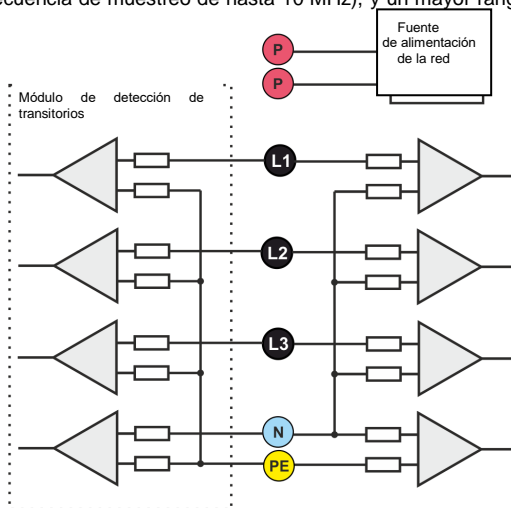 ecuencia de muestreo de hasta 10 MHz), y un mayor rang
Fuente
de alimentación
de la red
P
P
Módulo de detección de
transitorios
L1
L2
L3
N
PE